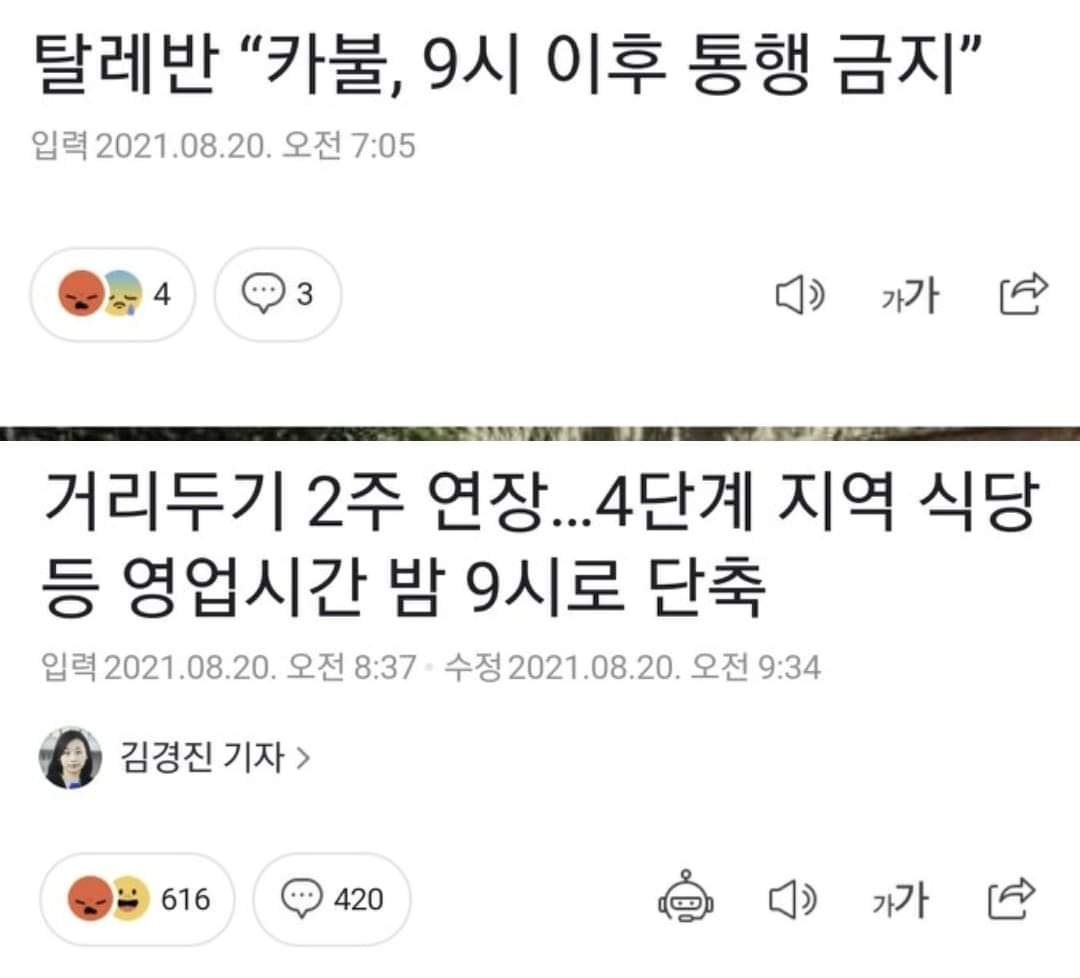 탈레반 “카불, 9시 이후 통행 금지”
입력 2021.08.20. 오전 7:05
4 3 가가
거리두기 2주 연장...4단계 지역 식당
등 영업시간 밤 9시로 단축
입력 2021.08.20. 오전 8:37 · 수정 2021.08.20. 오전 9:34
김경진 기자 >
616 420 가가